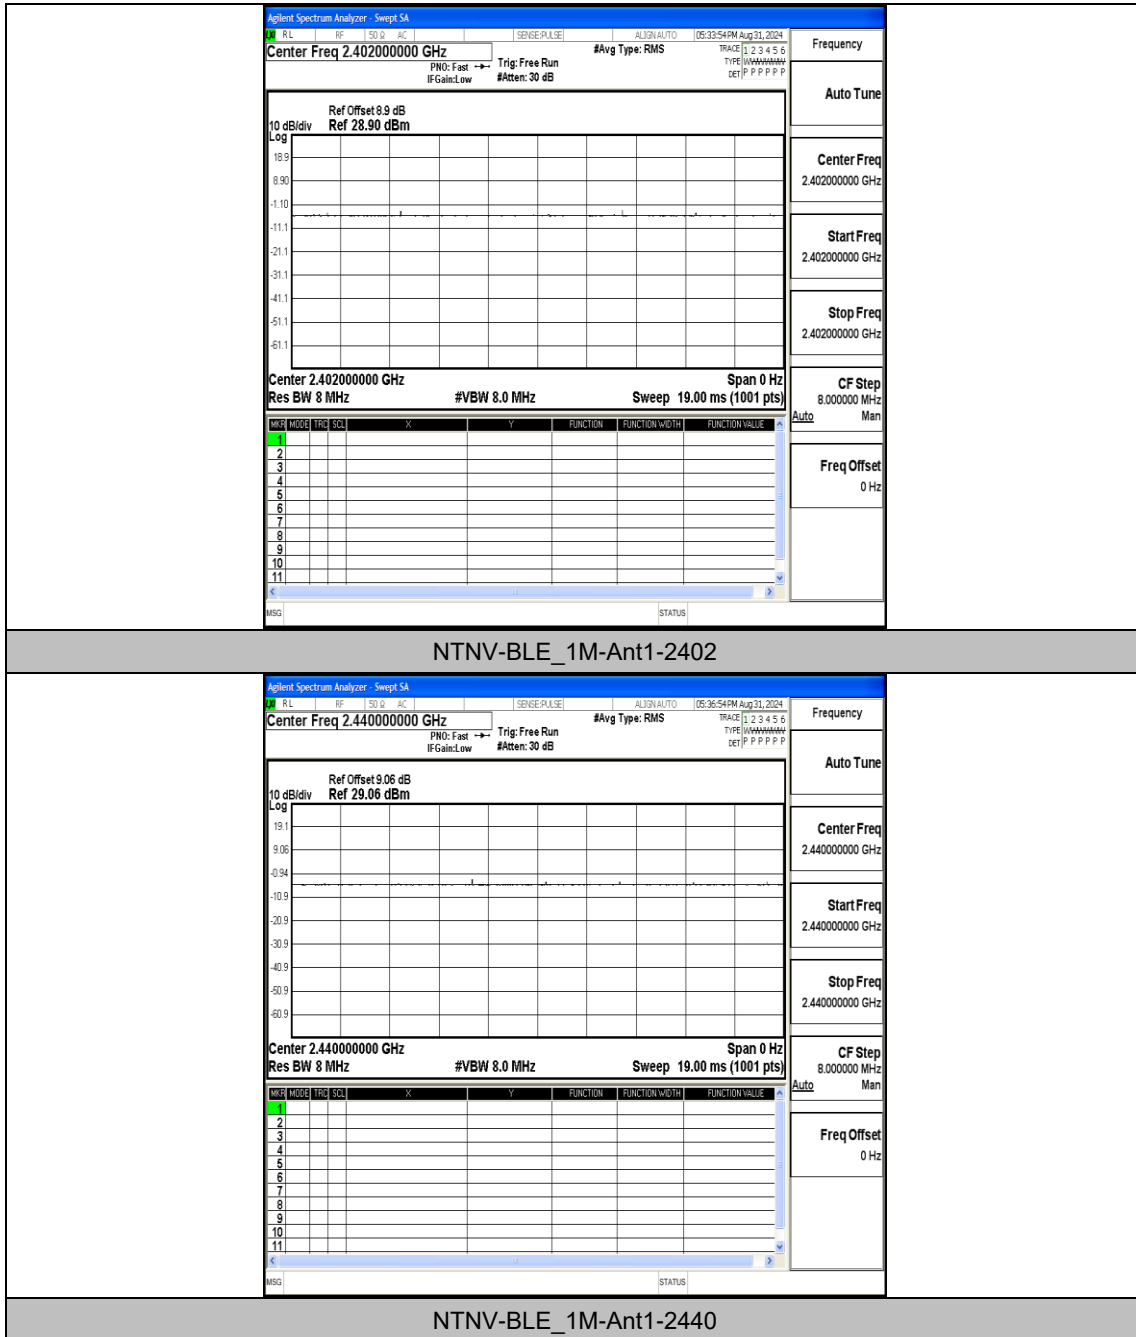 Agilent Spectrum Analyzer - Swept SA
RL RF 50 Ω AC SENSE:PULSE ALIGN AUTO 05:33:54 PM Aug 31, 2024
Center Freq 2.402000000 GHz #Avg Type: RMS TRACE 1 2 3 4 5 6
PNO: Fast Trig: Free Run TYPE
IFGain:Low #Atten: 30 dB DET P P P P P P
Frequency
Auto Tune
Ref Offset 8.9 dB
10 dB/div Ref 28.90 dBm
Log
18.9
8.90
-1.10
-11.1
-21.1
-31.1
-41.1
-51.1
-61.1
Center Freq
2.402000000 GHz
Start Freq
2.402000000 GHz
Stop Freq
2.402000000 GHz
CF Step
8.000000 MHz
Auto Man
Freq Offset
0 Hz
Center 2.402000000 GHz Span 0 Hz
Res BW 8 MHz #VBW 8.0 MHz Sweep 19.00 ms (1001 pts)
MKR MODE TRC SCL X Y FUNCTION FUNCTION WIDTH FUNCTION VALUE
1
2
3
4
5
6
7
8
9
10
11
MSG STATUS
NTNV-BLE_1M-Ant1-2402
Agilent Spectrum Analyzer - Swept SA
RL RF 50 Ω AC SENSE:PULSE ALIGN AUTO 05:36:54 PM Aug 31, 2024
Center Freq 2.440000000 GHz #Avg Type: RMS TRACE 1 2 3 4 5 6
PNO: Fast Trig: Free Run TYPE
IFGain:Low #Atten: 30 dB DET P P P P P P
Frequency
Auto Tune
Ref Offset 9.06 dB
10 dB/div Ref 29.06 dBm
Log
19.1
9.06
-0.94
-10.9
-20.9
-30.9
-40.9
-50.9
-60.9
Center Freq
2.440000000 GHz
Start Freq
2.440000000 GHz
Stop Freq
2.440000000 GHz
CF Step
8.000000 MHz
Auto Man
Freq Offset
0 Hz
Center 2.440000000 GHz Span 0 Hz
Res BW 8 MHz #VBW 8.0 MHz Sweep 19.00 ms (1001 pts)
MKR MODE TRC SCL X Y FUNCTION FUNCTION WIDTH FUNCTION VALUE
1
2
3
4
5
6
7
8
9
10
11
MSG STATUS
NTNV-BLE_1M-Ant1-2440